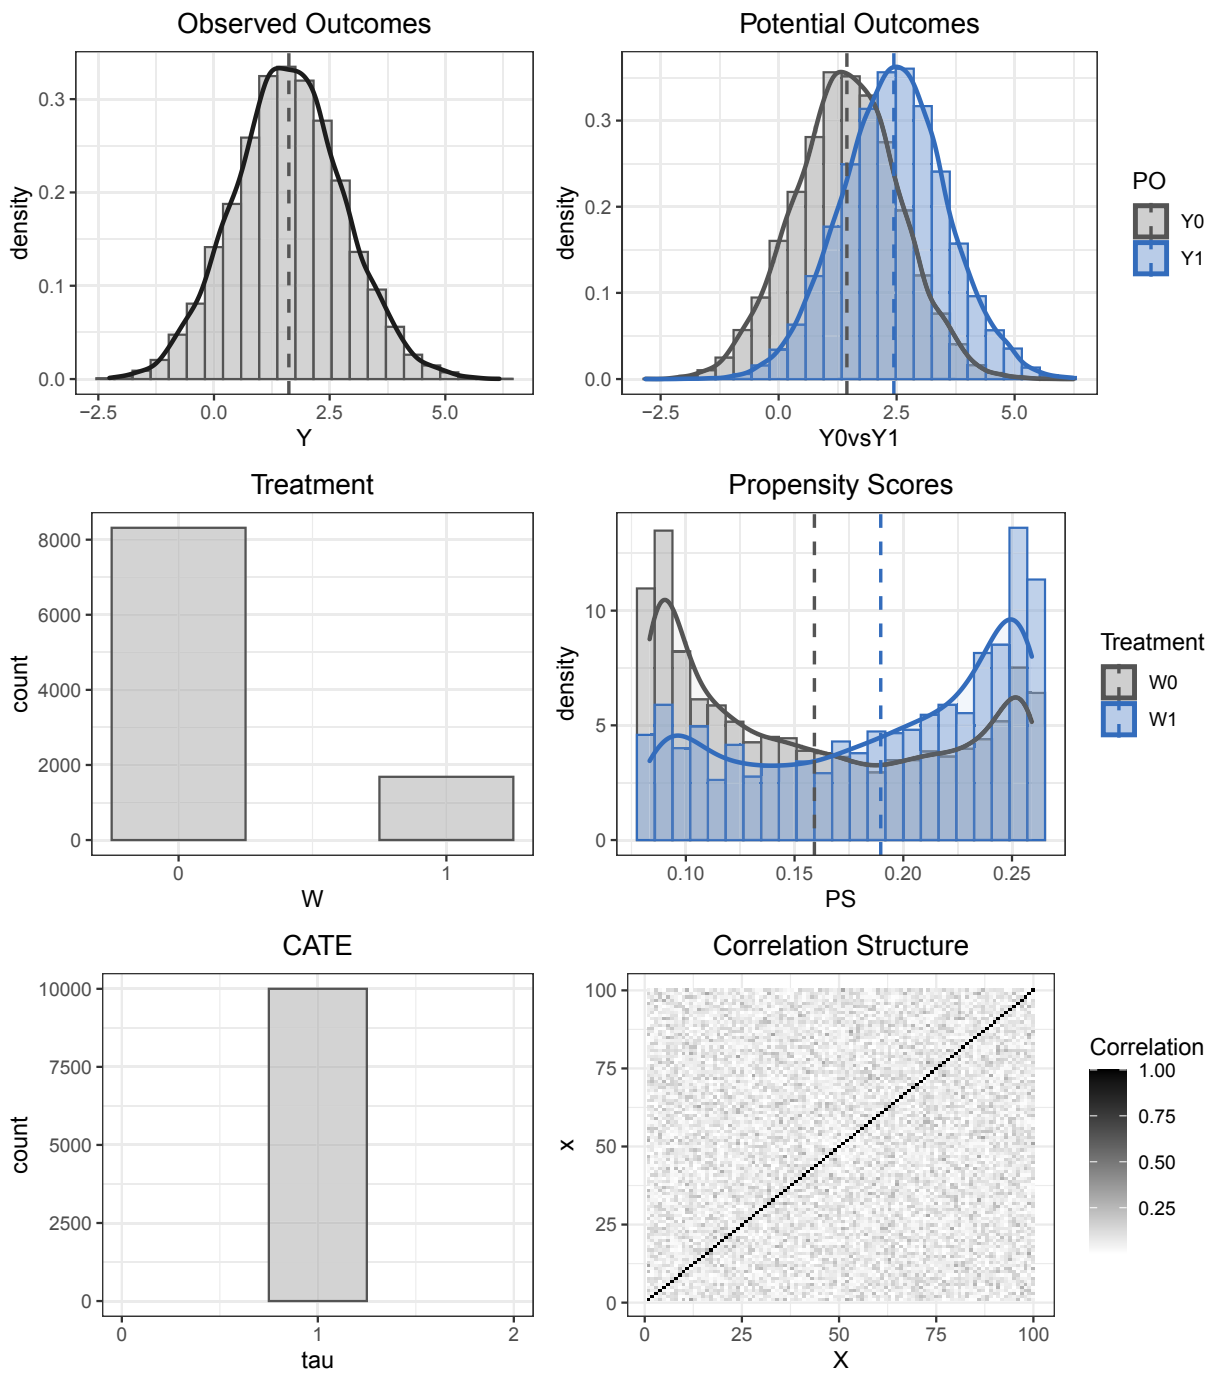 Observed Outcomes
density
0.3
0.2
0.1
0.0
−2.5
0.0
2.5
5.0
Y
Potential Outcomes
density
0.3
0.2
0.1
0.0
−2.5
0.0
2.5
5.0
Y0vsY1
PO
Y0
Y1
Treatment
count
8000
6000
4000
2000
0
0
1
W
Propensity Scores
density
10
5
0
0.10
0.15
0.20
0.25
PS
Treatment
W0
W1
CATE
count
10000
7500
5000
2500
0
0
1
2
tau
Correlation Structure
x
100
75
50
25
0
0
25
50
75
100
X
Correlation
1.00
0.75
0.50
0.25